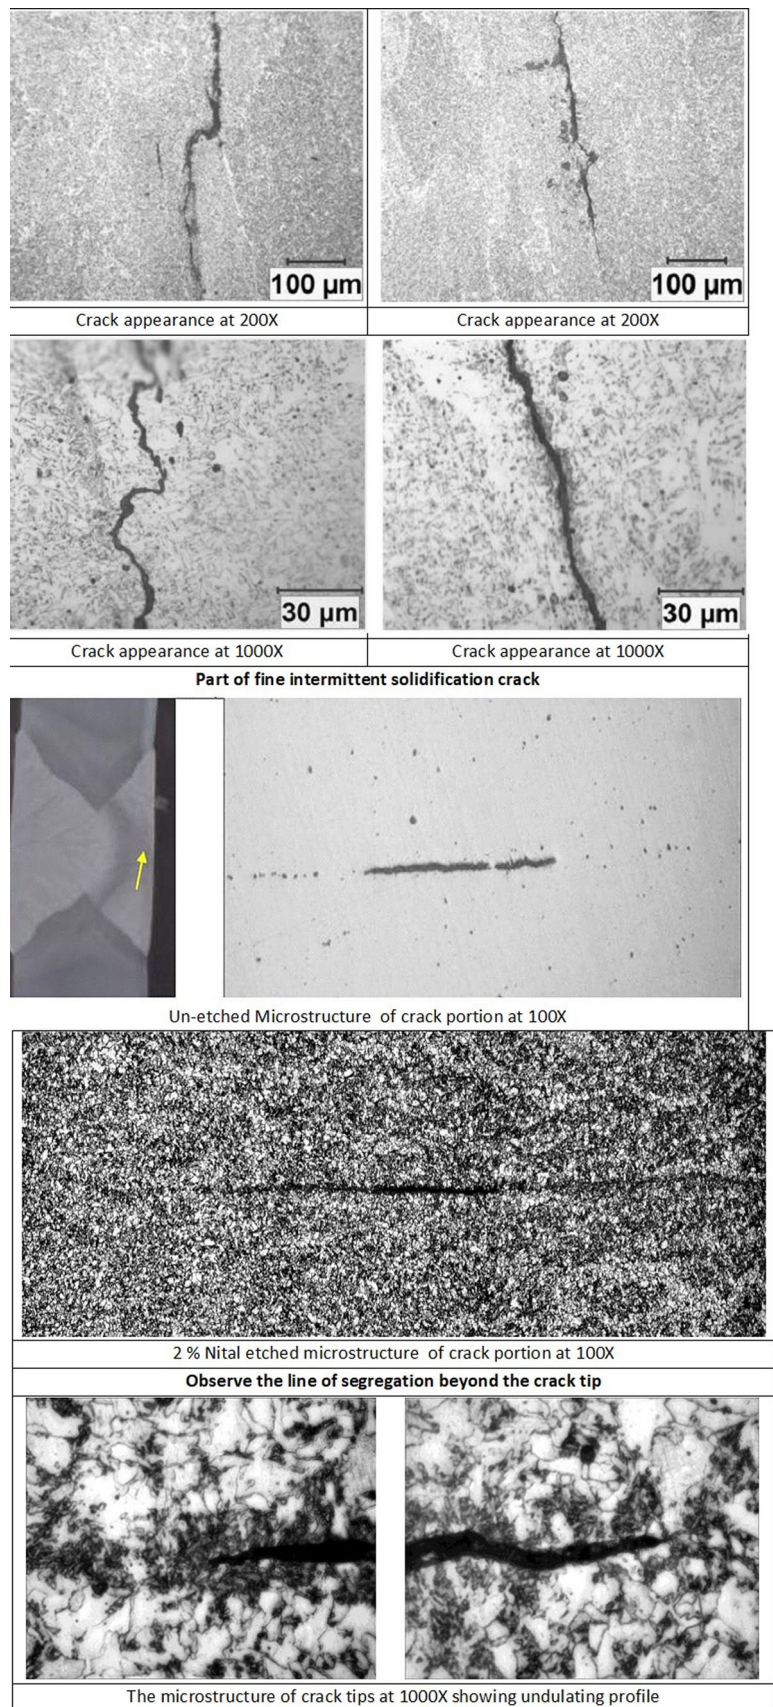 100 µm
100 µm
Crack appearance at 200X
Crack appearance at 200X
30 µm
30 µm
Crack appearance at 1000X
Crack appearance at 1000X
Part of fine intermittent solidification crack
Un-etched Microstructure of crack portion at 100X
2 % Nital etched microstructure of crack portion at 100X
Observe the line of segregation beyond the crack tip
The microstructure of crack tips at 1000X showing undulating profile